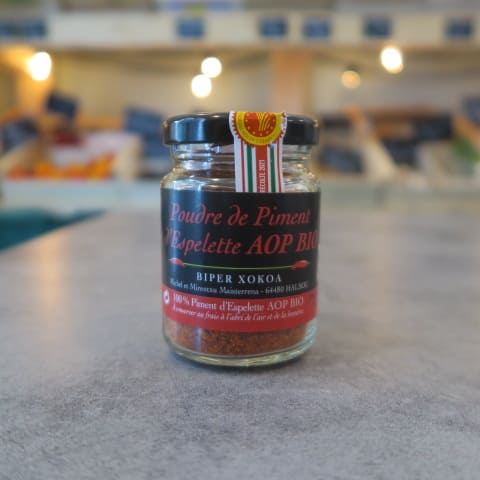 RÉCOLTE 2021
Poudre de Piment
d'Espelette AOP BIO
BIPER XOKOA
Michel et Mirentxu Maisterrena - 64480 HALSOU
100% Piment d'Espelette AOP BIO
A conserver au frais à l'abri de l'air et de la lumière.